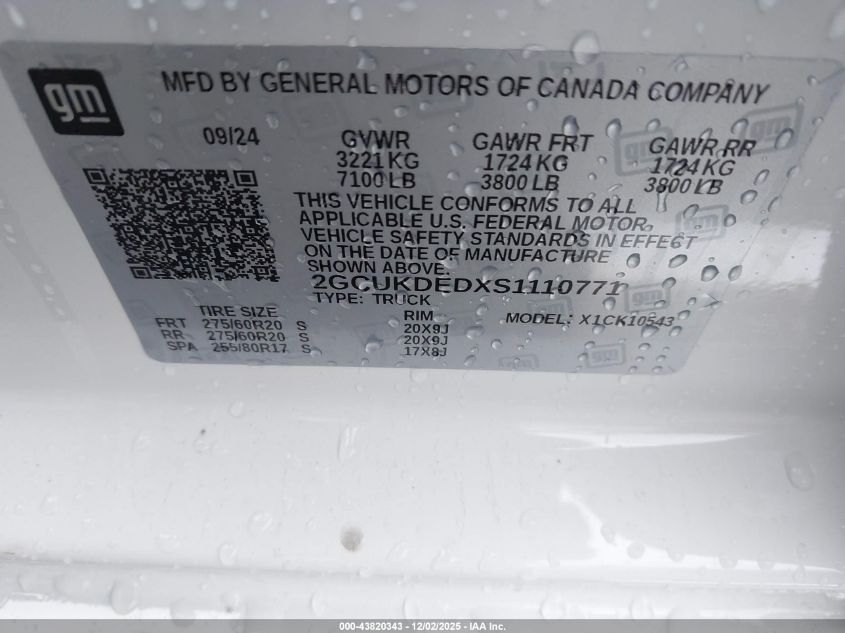 gm
MFD BY GENERAL MOTORS OF CANADA COMPANY
09/24 GVWR GAWR FRT GAWR RR
3221 KG 1724 KG 1724 KG
7100 LB 3800 LB 3800 LB
THIS VEHICLE CONFORMS TO ALL
APPLICABLE U.S. FEDERAL MOTOR
VEHICLE SAFETY STANDARDS IN EFFECT
ON THE DATE OF MANUFACTURE
SHOWN ABOVE.
2GCUKDEDXS1110771
TYPE: TRUCK
TIRE SIZE RIM MODEL: X1CK10543
FRT 275/60R20 S 20X9J
RR 275/60R20 S 20X9J
SPA 255/80R17 S 17X8J
000-43820343 - 12/02/2025 - IAA Inc.